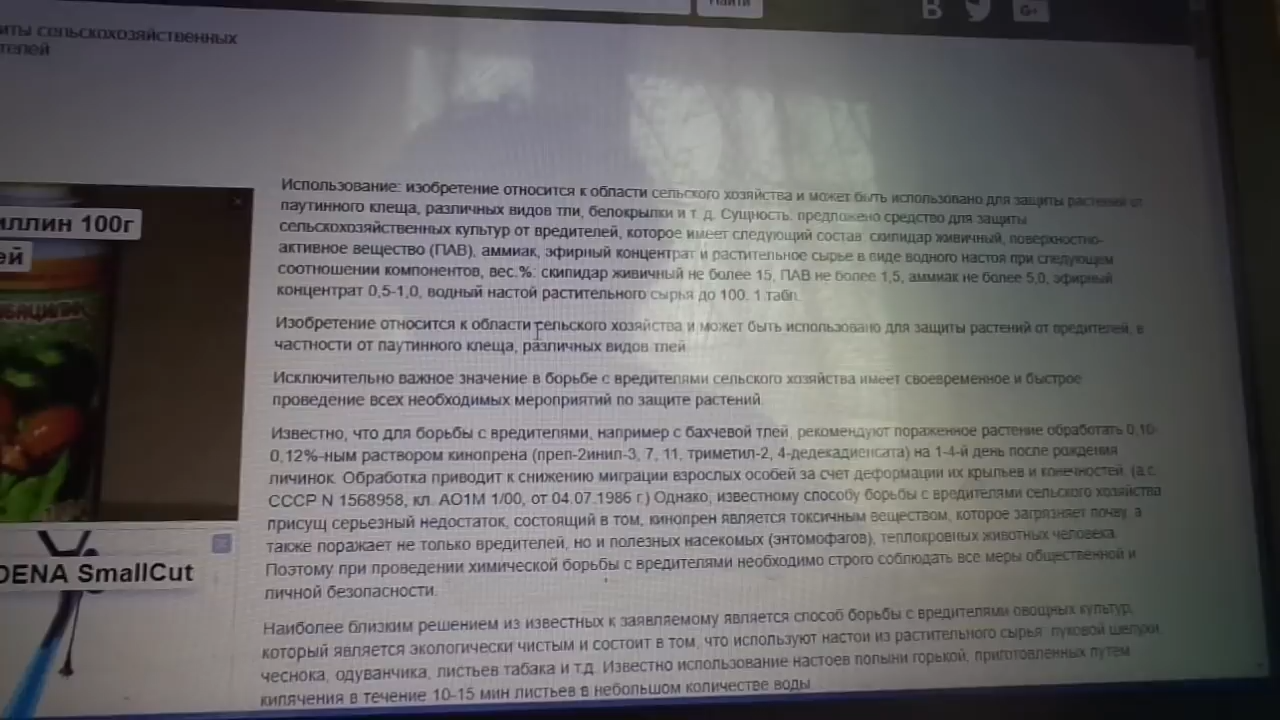 Найти
B
G+
иты сельскохозяйственных
телей
иллин 100г
ей
Использование: изобретение относится к области сельского хозяйства и может быть использовано для защиты растений от
паутинного клеща, различных видов тли, белокрылки и т. д. Сущность: предложено средство для защиты
сельскохозяйственных культур от вредителей, которое имеет следующий состав: скипидар живичный, поверхностно-
активное вещество (ПАВ), аммиак, эфирный концентрат и растительное сырье в виде водного настоя при следующем
соотношении компонентов, вес.%: скипидар живичный не более 15, ПАВ не более 1,5, аммиак не более 5,0, эфирный
концентрат 0,5-1,0, водный настой растительного сырья до 100. 1 табл.
Изобретение относится к области сельского хозяйства и может быть использовано для защиты растений от вредителей, в
частности от паутинного клеща, различных видов тлей.
Исключительно важное значение в борьбе с вредителями сельского хозяйства имеет своевременное и быстрое
проведение всех необходимых мероприятий по защите растений.
Известно, что для борьбы с вредителями, например с бахчевой тлей, рекомендуют пораженное растение обработать 0,10-
0,12%-ным раствором кинопрена (преп-2инил-3, 7, 11, триметил-2, 4-дедекадиенсата) на 1-4-й день после рождения
личинок. Обработка приводит к снижению миграции взрослых особей за счет деформации их крыльев и конечностей, (а.с.
СССР N 1568958, кл. AO1M 1/00, от 04.07.1986 г.) Однако, известному способу борьбы с вредителями сельского хозяйства
присущ серьезный недостаток, состоящий в том, кинопрен является токсичным веществом, которое загрязняет почву, а
также поражает не только вредителей, но и полезных насекомых (энтомофагов), теплокровных животных человека.
Поэтому при проведении химической борьбы с вредителями необходимо строго соблюдать все меры общественной и
личной безопасности.
DENA SmallCut
Наиболее близким решением из известных к заявляемому является способ борьбы с вредителями овощных культур,
который является экологически чистым и состоит в том, что используют настои из растительного сырья: луковой шелухи,
чеснока, одуванчика, листьев табака и т.д. Известно использование настоев полыни горькой, приготовленных путем
кипячения в течение 10-15 мин листьев в небольшом количестве воды